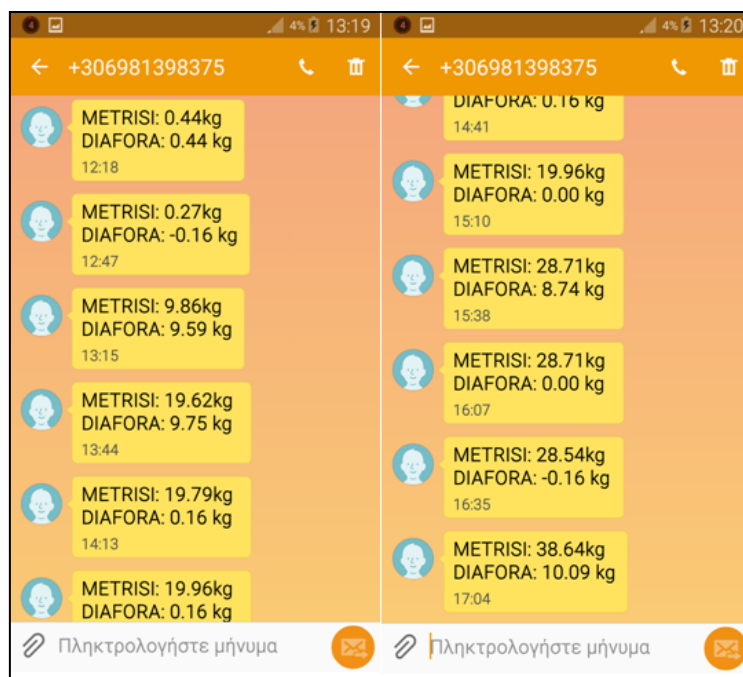 4% 13:19
+306981398375
METRISI: 0.44kg
DIAFORA: 0.44 kg
12:18
METRISI: 0.27kg
DIAFORA: -0.16 kg
12:47
METRISI: 9.86kg
DIAFORA: 9.59 kg
13:15
METRISI: 19.62kg
DIAFORA: 9.75 kg
13:44
METRISI: 19.79kg
DIAFORA: 0.16 kg
14:13
METRISI: 19.96kg
DIAFORA: 0.16 kg
Πληκτρολογήστε μήνυμα
4% 13:20
+306981398375
DIAFORA: 0.16 kg
14:41
METRISI: 19.96kg
DIAFORA: 0.00 kg
15:10
METRISI: 28.71kg
DIAFORA: 8.74 kg
15:38
METRISI: 28.71kg
DIAFORA: 0.00 kg
16:07
METRISI: 28.54kg
DIAFORA: -0.16 kg
16:35
METRISI: 38.64kg
DIAFORA: 10.09 kg
17:04
Πληκτρολογήστε μήνυμα